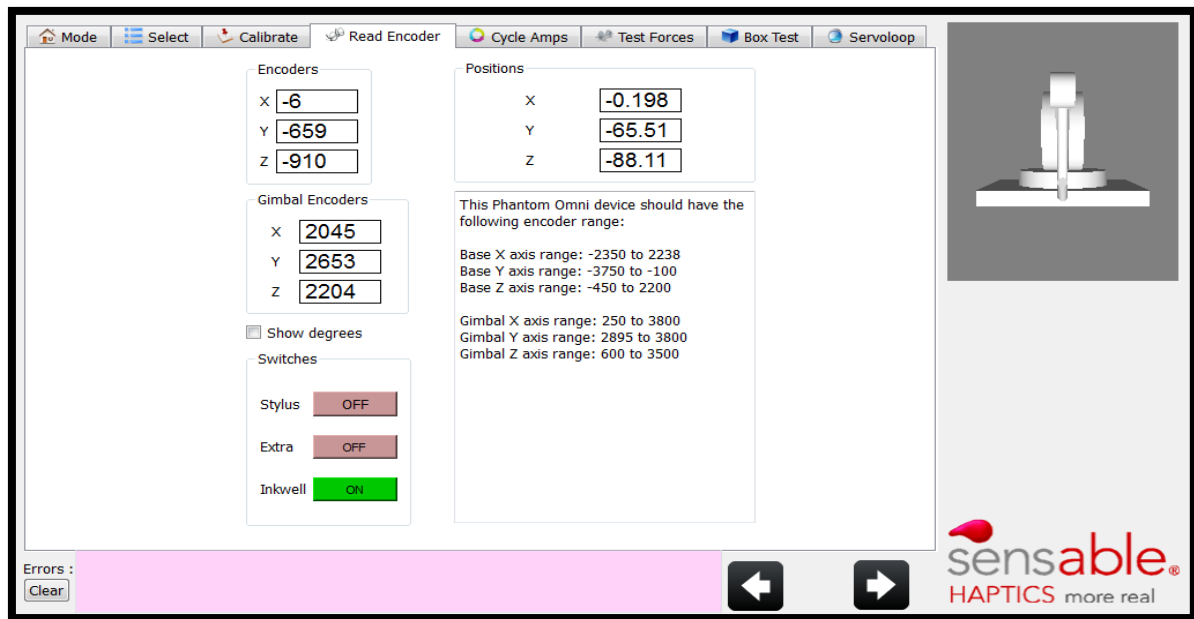 Mode Select Calibrate Read Encoder Cycle Amps Test Forces Box Test Servoloop
Encoders
X -6
Y -659
Z -910
Positions
X -0.198
Y -65.51
Z -88.11
Gimbal Encoders
X 2045
Y 2653
Z 2204
Show degrees
Switches
Stylus OFF
Extra OFF
Inkwell ON
This Phantom Omni device should have the
following encoder range:
Base X axis range: -2350 to 2238
Base Y axis range: -3750 to -100
Base Z axis range: -450 to 2200
Gimbal X axis range: 250 to 3800
Gimbal Y axis range: 2895 to 3800
Gimbal Z axis range: 600 to 3500
Errors :
Clear
sensable®
HAPTICS more real